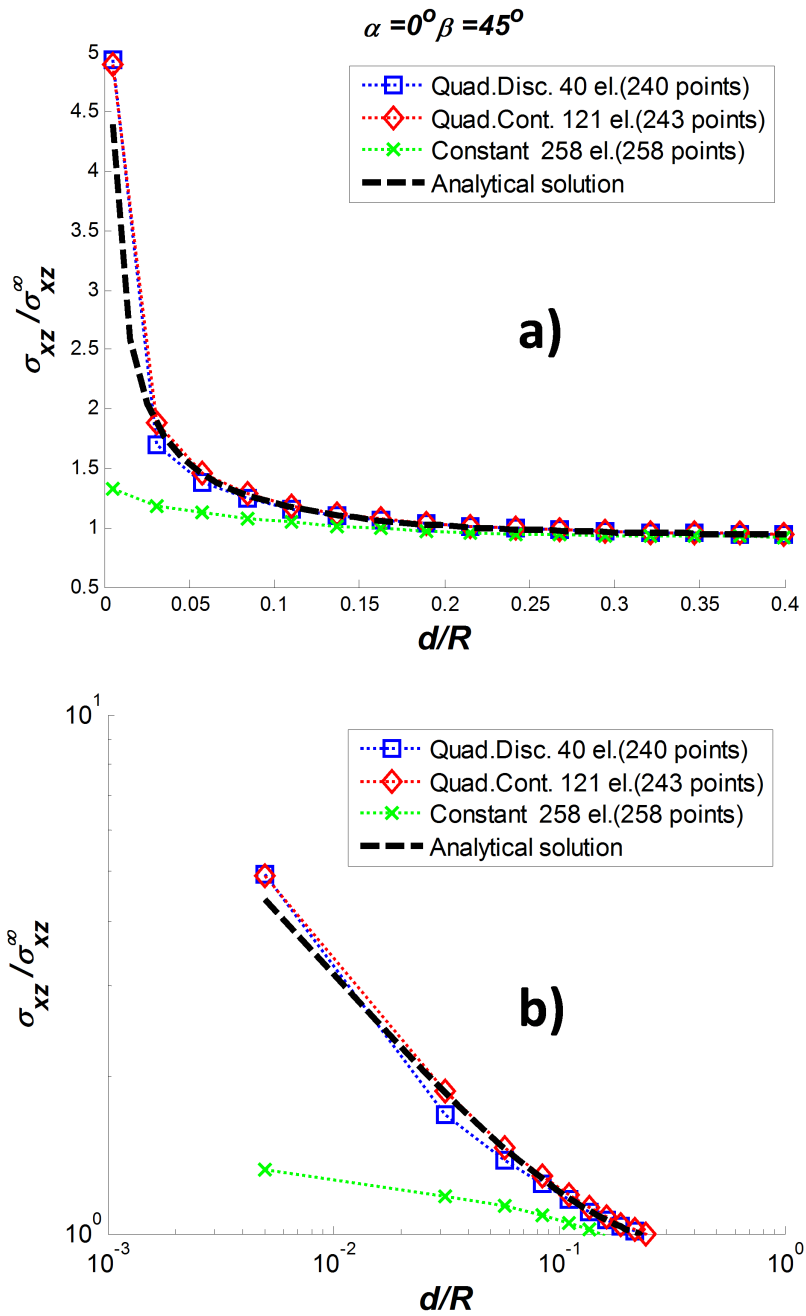 α =0° β =45°
5
4.5
4
3.5
3
2.5
2
1.5
1
0.5
σxz /σxz∞
Quad.Disc. 40 el.(240 points)
Quad.Cont. 121 el.(243 points)
Constant 258 el.(258 points)
Analytical solution
a)
0 0.05 0.1 0.15 0.2 0.25 0.3 0.35 0.4
d/R
10¹
10⁰
σxz /σxz∞
Quad.Disc. 40 el.(240 points)
Quad.Cont. 121 el.(243 points)
Constant 258 el.(258 points)
Analytical solution
b)
10⁻³ 10⁻² 10⁻¹ 10⁰
d/R